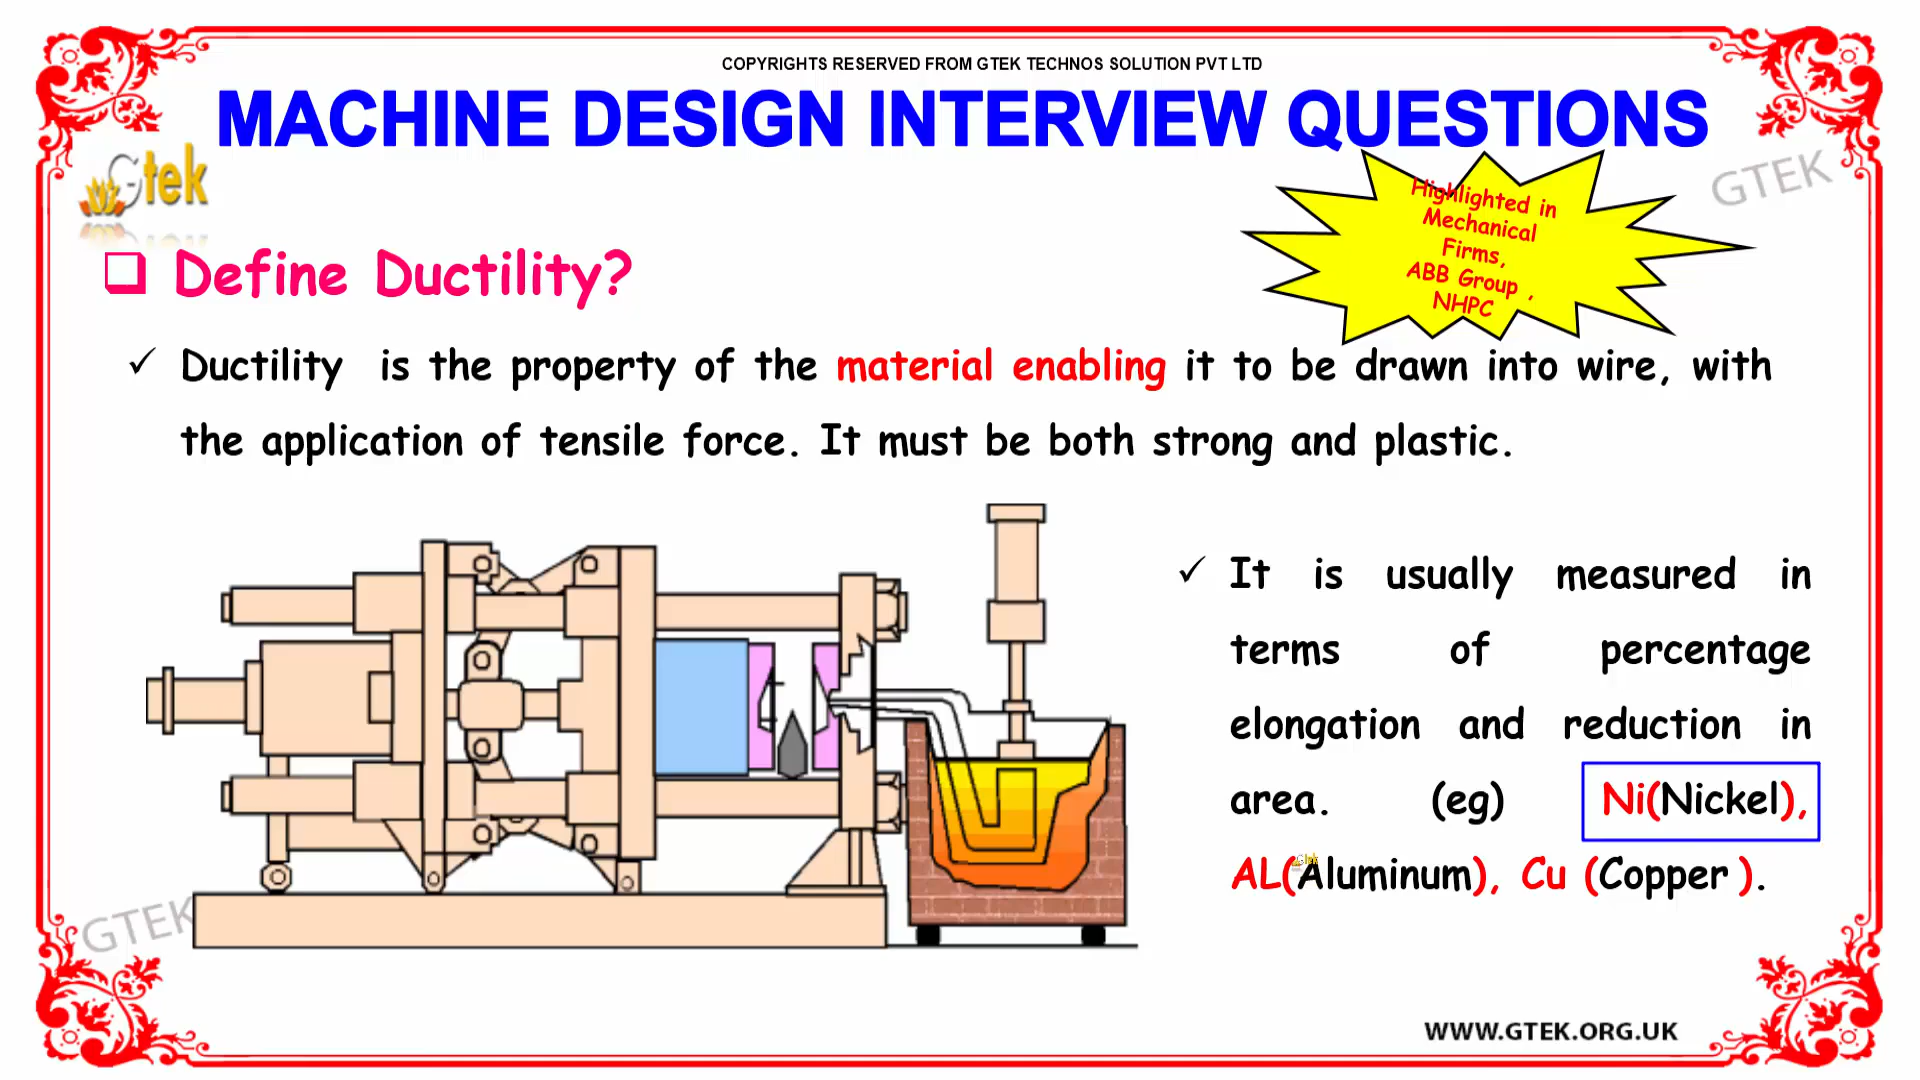 COPYRIGHTS RESERVED FROM GTEK TECHNOS SOLUTION PVT LTD
MACHINE DESIGN INTERVIEW QUESTIONS
Gtek
GTEK
Highlighted in
Mechanical
Firms,
ABB Group ,
NHPC
Define Ductility?
Ductility is the property of the material enabling it to be drawn into wire, with
the application of tensile force. It must be both strong and plastic.
It is usually measured in
terms of percentage
elongation and reduction in
area. (eg) Ni(Nickel),
AL(Aluminum), Cu (Copper ).
Gtek
GTEK
WWW.GTEK.ORG.UK